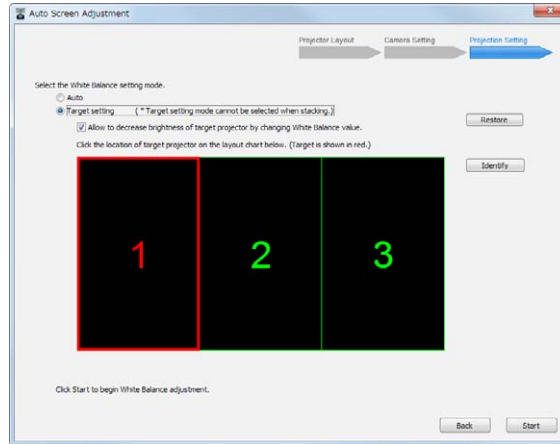 Auto Screen Adjustment
Projector Layout
Camera Setting
Projection Setting
Select the White Balance setting mode.
Auto
Target setting ( * Target setting mode cannot be selected when stacking.)
Restore
Allow to decrease brightness of target projector by changing White Balance value.
Click the location of target projector on the layout chart below. (Target is shown in red.)
Identify
1 2 3
Click Start to begin White Balance adjustment.
Back
Start